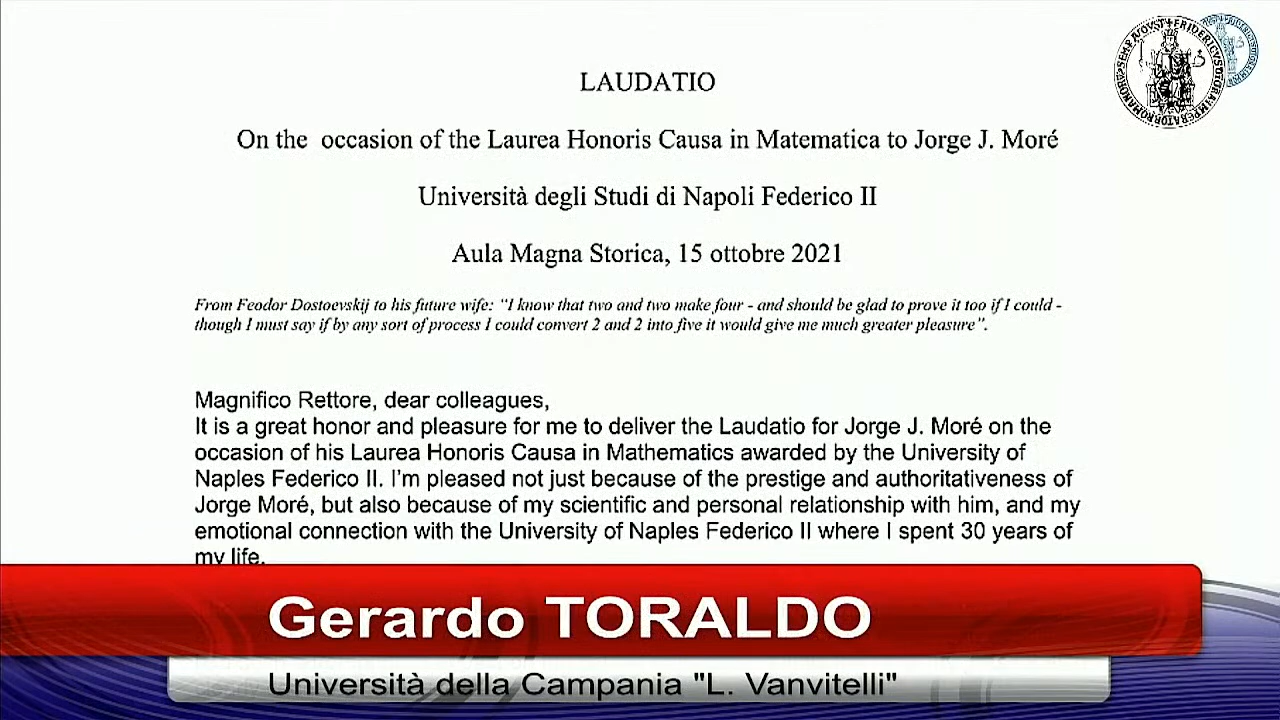 LAUDATIO
On the occasion of the Laurea Honoris Causa in Matematica to Jorge J. Moré
Università degli Studi di Napoli Federico II
Aula Magna Storica, 15 ottobre 2021
From Feodor Dostoevskij to his future wife: "I know that two and two make four - and should be glad to prove it too if I could -
though I must say if by any sort of process I could convert 2 and 2 into five it would give me much greater pleasure".
Magnifico Rettore, dear colleagues,
It is a great honor and pleasure for me to deliver the Laudatio for Jorge J. Moré on the
occasion of his Laurea Honoris Causa in Mathematics awarded by the University of
Naples Federico II. I'm pleased not just because of the prestige and authoritativeness of
Jorge Moré, but also because of my scientific and personal relationship with him, and my
emotional connection with the University of Naples Federico II where I spent 30 years of
my life.
Gerardo TORALDO
Università della Campania "L. Vanvitelli"